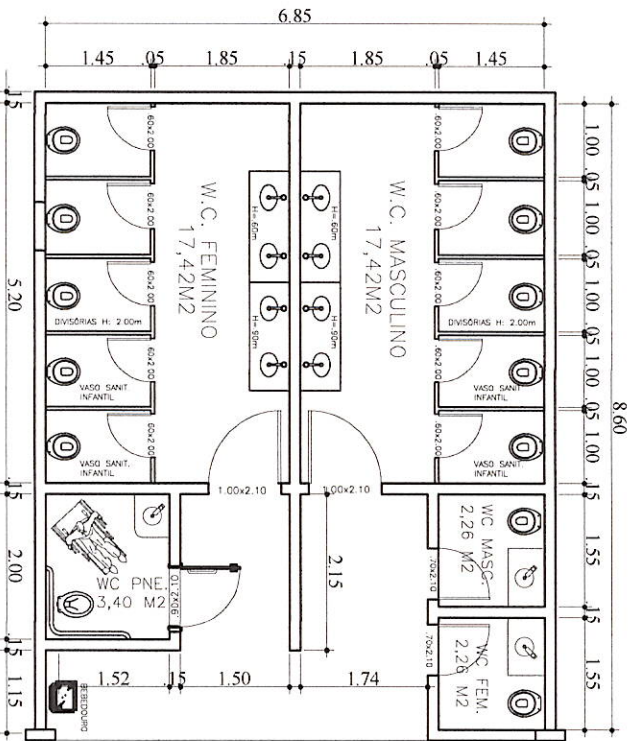 6.85
1.45 .05 1.85 .15 1.85 .05 1.45
.15 5.20 .15 2.00 .15 1.15
8.60
1.00 .05 1.00 .05 1.00 .05 1.00 .05 1.00 .15 1.55 .15 1.55
W.C. FEMININO
17,42M2
W.C. MASCULINO
17,42M2
.60x2.00
.60x2.00
.60x2.00
.60x2.00
.60x2.00
.60x2.00
.60x2.00
.60x2.00
.60x2.00
.60x2.00
H=.60m
H=.90m
H=.60m
H=.90m
DIVISÓRIAS H: 2.00m
DIVISÓRIAS H: 2.00m
VASO SANIT.
INFANTIL
VASO SANIT.
INFANTIL
VASO SANIT.
INFANTIL
VASO SANIT.
INFANTIL
1.00x2.10
1.00x2.10
2.15
WC PNE.
3,40 M2
.90x2.10
WC MASC.
2,26 M2
.70x2.10
WC FEM.
2,26 M2
.70x2.10
1.52 .15 1.50 1.74
BEBEDOURO